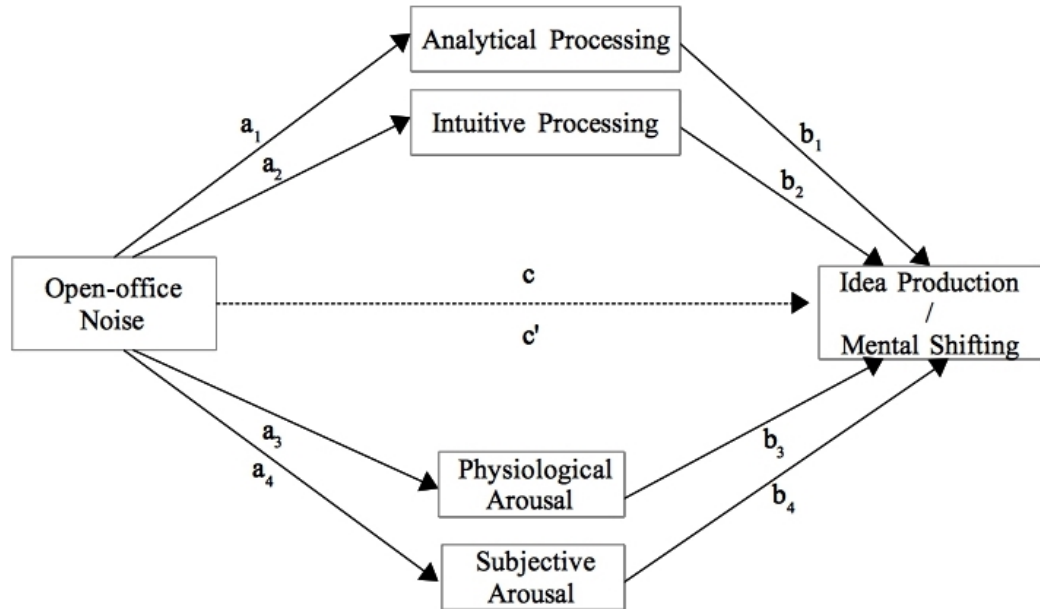 Analytical Processing
Intuitive Processing
a₁
a₂
b₁
b₂
Open-office
Noise
c
c'
Idea Production
/
Mental Shifting
a₃
a₄
b₃
b₄
Physiological
Arousal
Subjective
Arousal